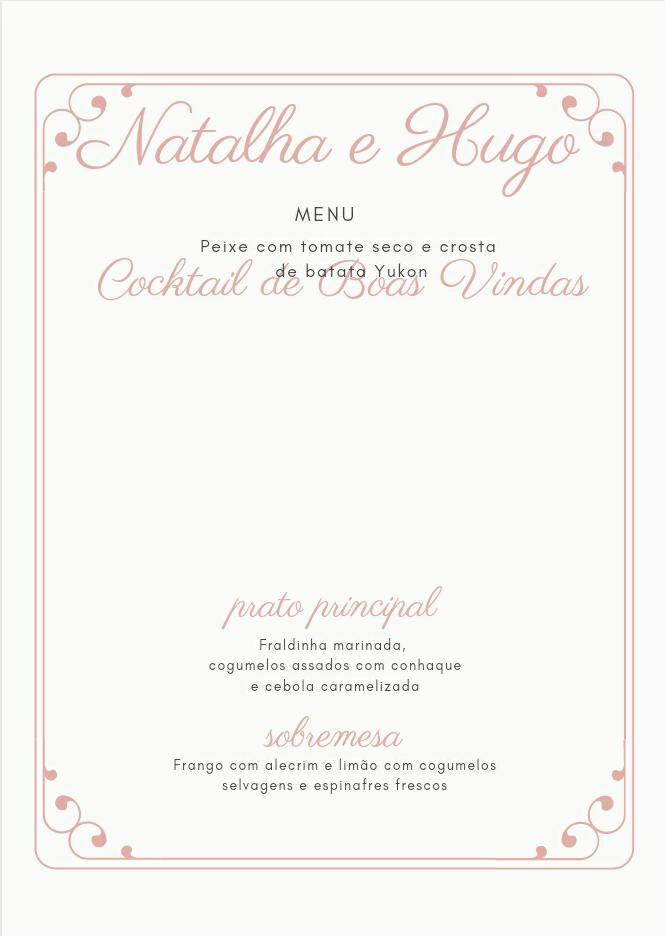 Natalha e Hugo
MENU
Peixe com tomate seco e crosta
de batata Yukon
Cocktail de Boas Vindas
prato principal
Fraldinha marinada,
cogumelos assados com conhaque
e cebola caramelizada
sobremesa
Frango com alecrim e limão com cogumelos
selvagens e espinafres frescos